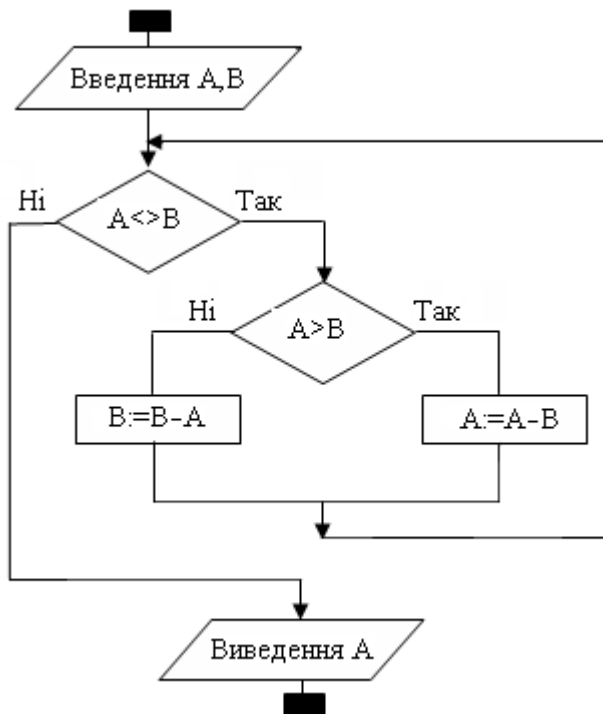 Введення А,В
Ні
Так
А<>В
Ні
Так
А>В
В:=В-А
А:=А-В
Виведення А